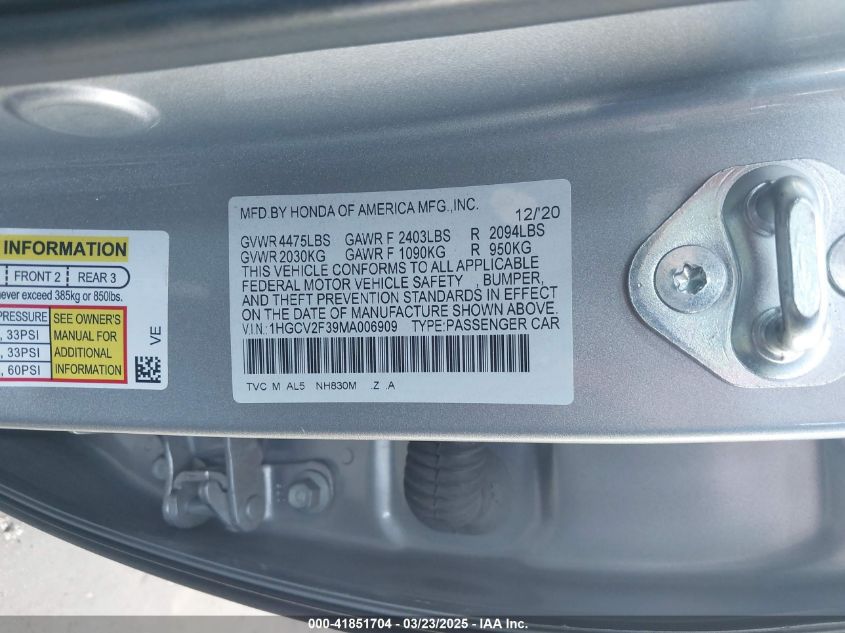 MFD.BY HONDA OF AMERICA MFG.,INC. 12/'20
GVWR 4475LBS GAWR F 2403LBS R 2094LBS
GVWR 2030KG GAWR F 1090KG R 950KG
THIS VEHICLE CONFORMS TO ALL APPLICABLE
FEDERAL MOTOR VEHICLE SAFETY , BUMPER,
AND THEFT PREVENTION STANDARDS IN EFFECT
ON THE DATE OF MANUFACTURE SHOWN ABOVE.
V.I.N.:1HGCV2F39MA006909 TYPE:PASSENGER CAR
TVC M AL5 NH830M .Z .A
INFORMATION
FRONT 2 REAR 3
never exceed 385kg or 850lbs.
PRESSURE SEE OWNER'S
, 33PSI MANUAL FOR
, 33PSI ADDITIONAL
, 60PSI INFORMATION
VE
000-41851704 — 03/23/2025 — IAA Inc.